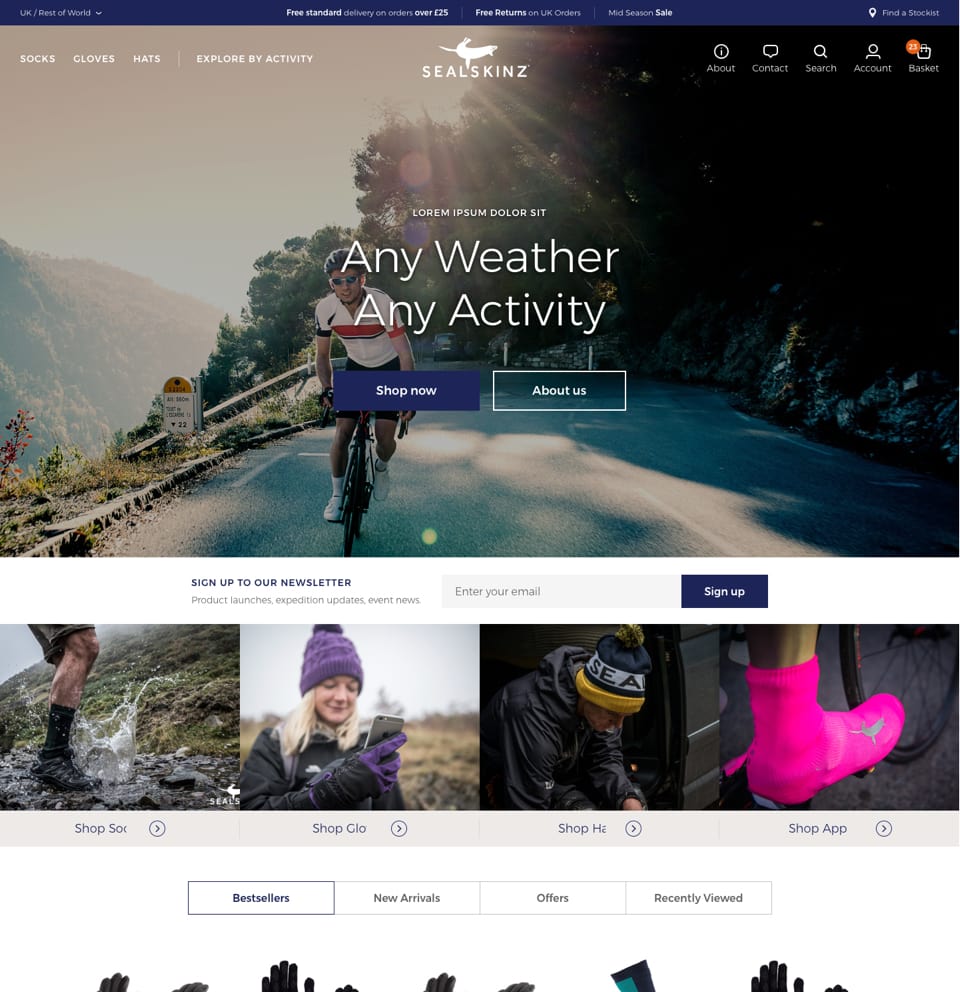 UK / Rest of World
Free standard delivery on orders over £25
Free Returns on UK Orders
Mid Season Sale
Find a Stockist
SOCKS
GLOVES
HATS
EXPLORE BY ACTIVITY
SEALSKINZ
About
Contact
Search
Account
23
Basket
LOREM IPSUM DOLOR SIT
Any Weather
Any Activity
Shop now
About us
▼ 22
SIGN UP TO OUR NEWSLETTER
Product launches, expedition updates, event news.
Enter your email
Sign up
SEALS
SEA
Shop Soc
Shop Glo
Shop Ha
Shop App
Bestsellers
New Arrivals
Offers
Recently Viewed